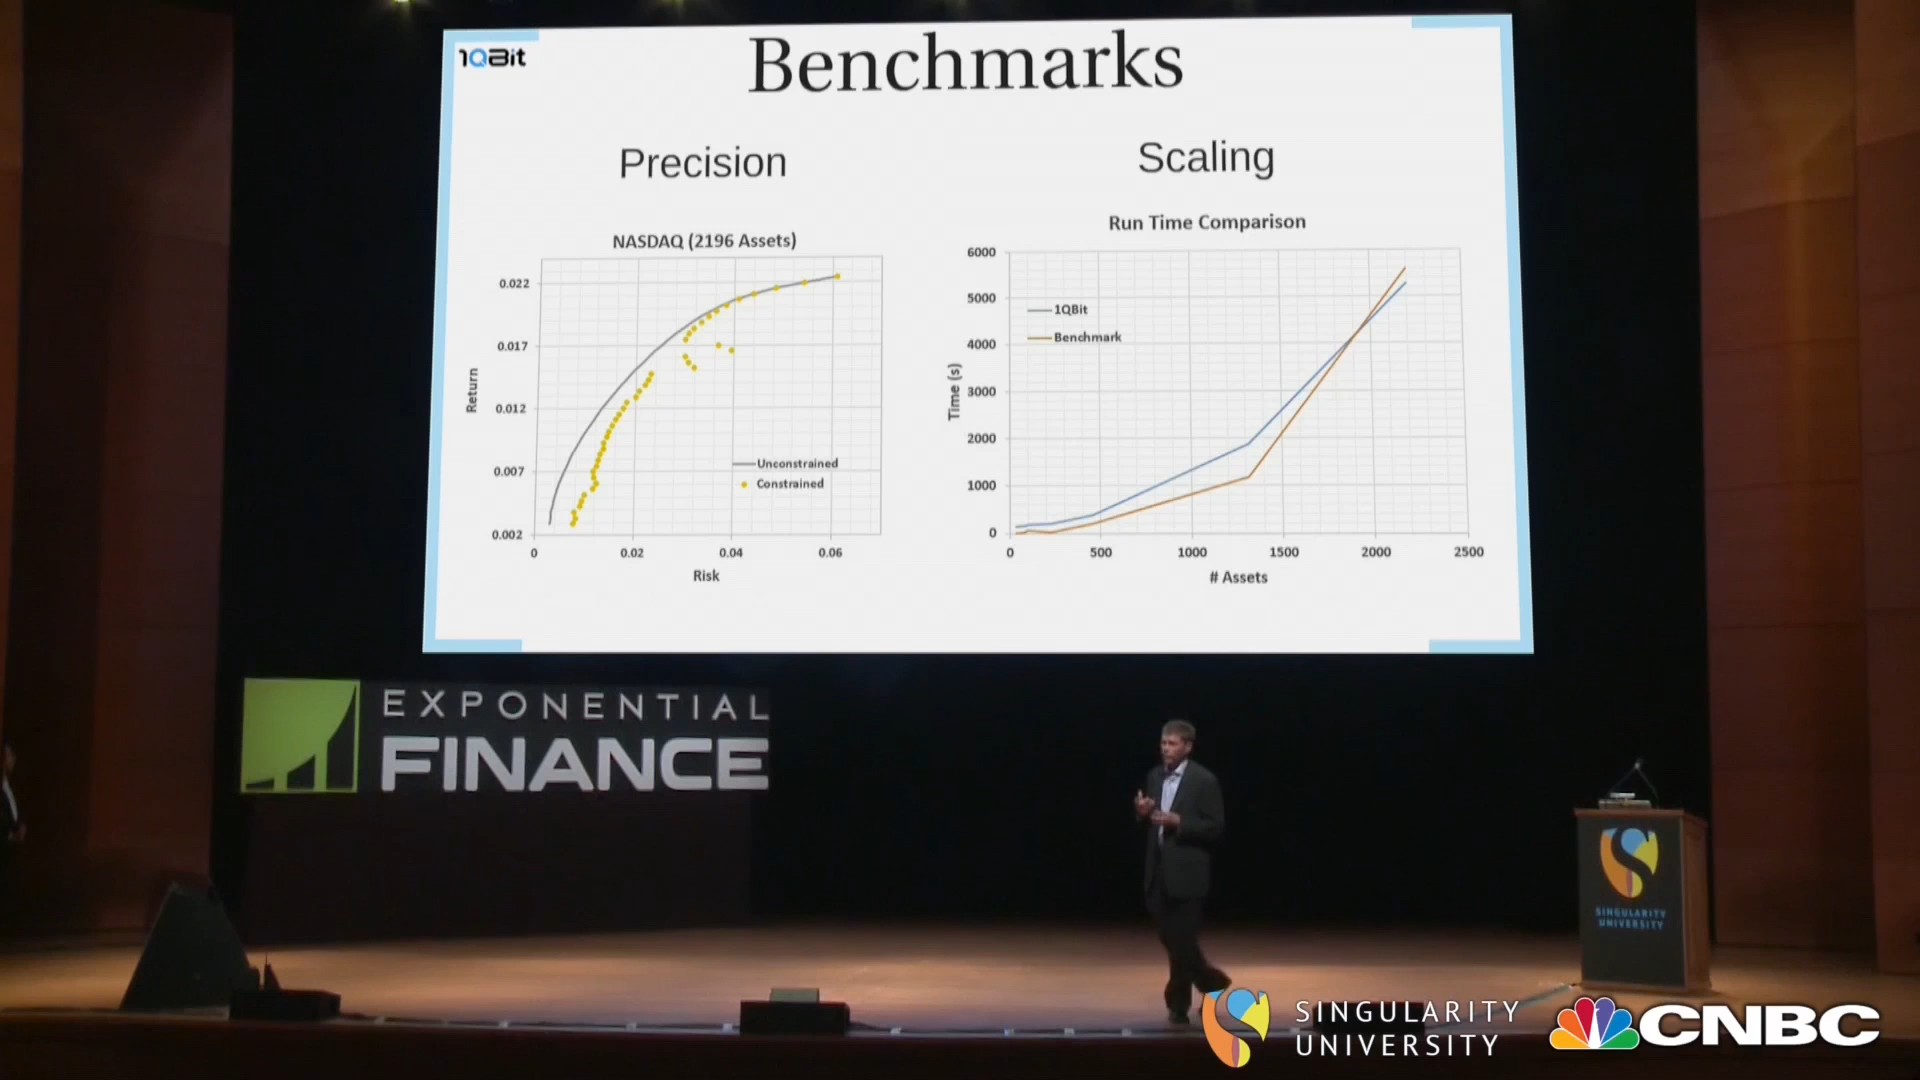 1QBit
Benchmarks
Precision
Scaling
NASDAQ (2196 Assets)
Return
0.022
0.017
0.012
0.007
0.002
0
0.02
0.04
0.06
Risk
Unconstrained
Constrained
Run Time Comparison
Time (s)
6000
5000
4000
3000
2000
1000
0
0
500
1000
1500
2000
2500
# Assets
1QBit
Benchmark
EXPONENTIAL
FINANCE
SINGULARITY
UNIVERSITY
SINGULARITY
UNIVERSITY
CNBC